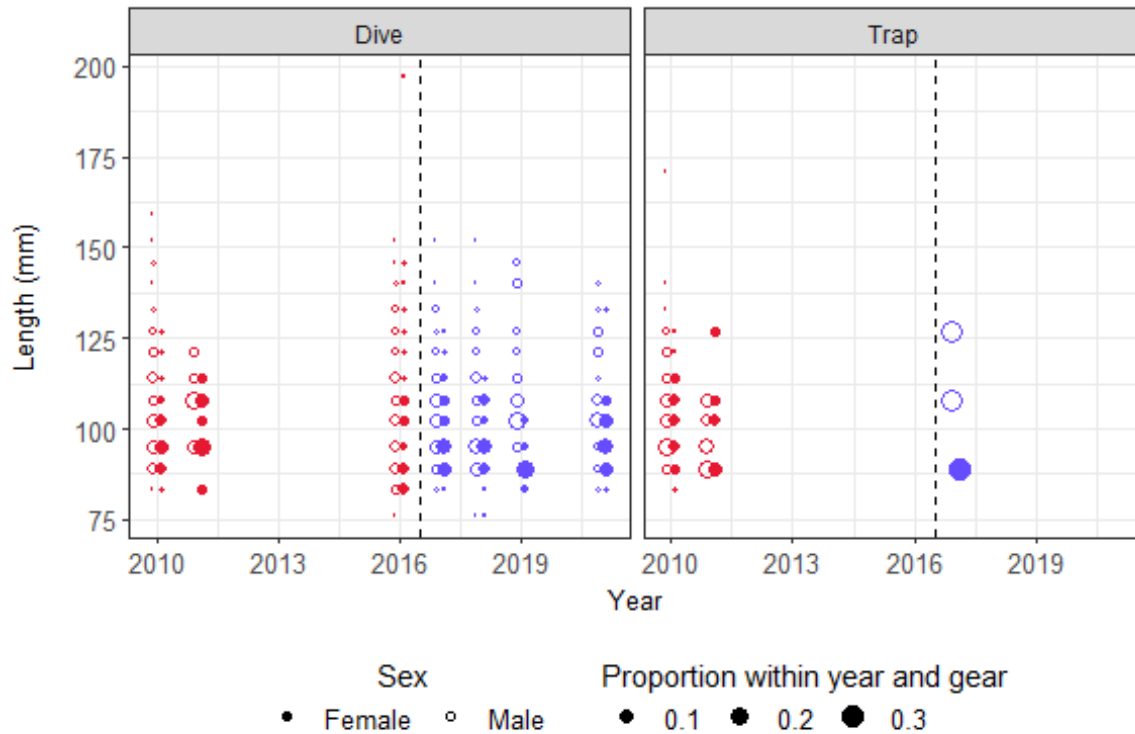 Dive Trap
200
175
150
125
100
75
Length (mm)
2010 2013 2016 2019 2010 2013 2016 2019
Year
Sex Proportion within year and gear
Female Male 0.1 0.2 0.3